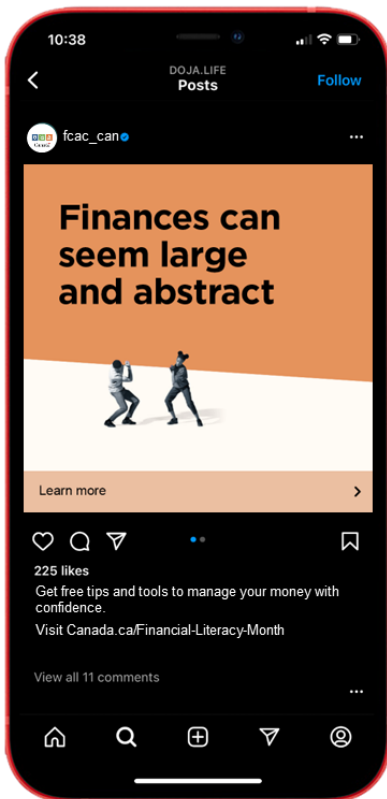 10:38
DOJA.LIFE
Posts
Follow
fcac_can
Finances can
seem large
and abstract
Learn more
225 likes
Get free tips and tools to manage your money with
confidence.
Visit Canada.ca/Financial-Literacy-Month
View all 11 comments